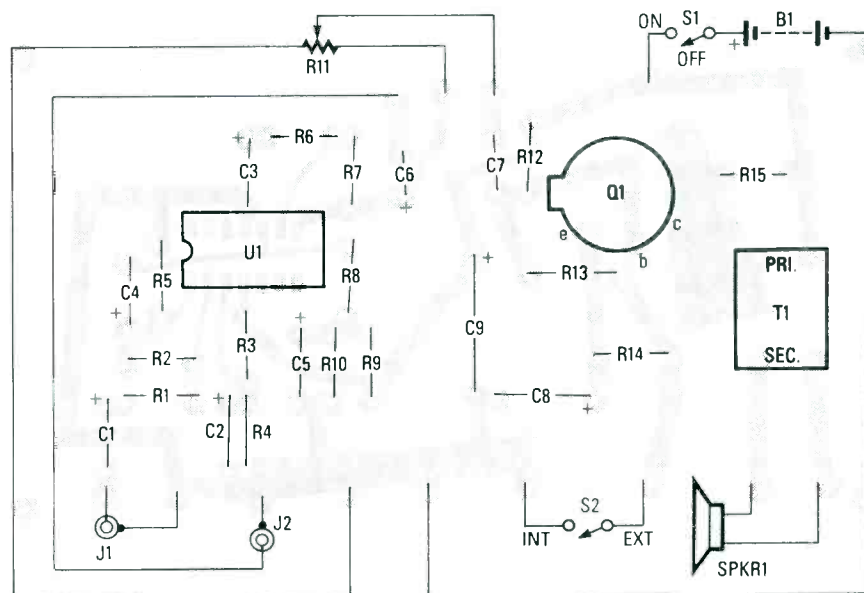 ON S1 B1
+
OFF
R11
+ R6
C3 R7 C6 C7 R12
+
Q1 R15
e c
b
U1
+
R5 C4 R8 R13
+
PRI.
T1
SEC.
+
C9
R2 R3 C5 R10 R9 R14
+ R1 + C8
+
C1 C2 R4
J1 J2
S2
INT EXT
SPKR1